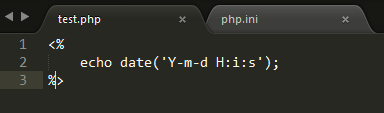 test.php × php.ini ×
1 <%
2 echo date('Y-m-d H:i:s');
3 %>